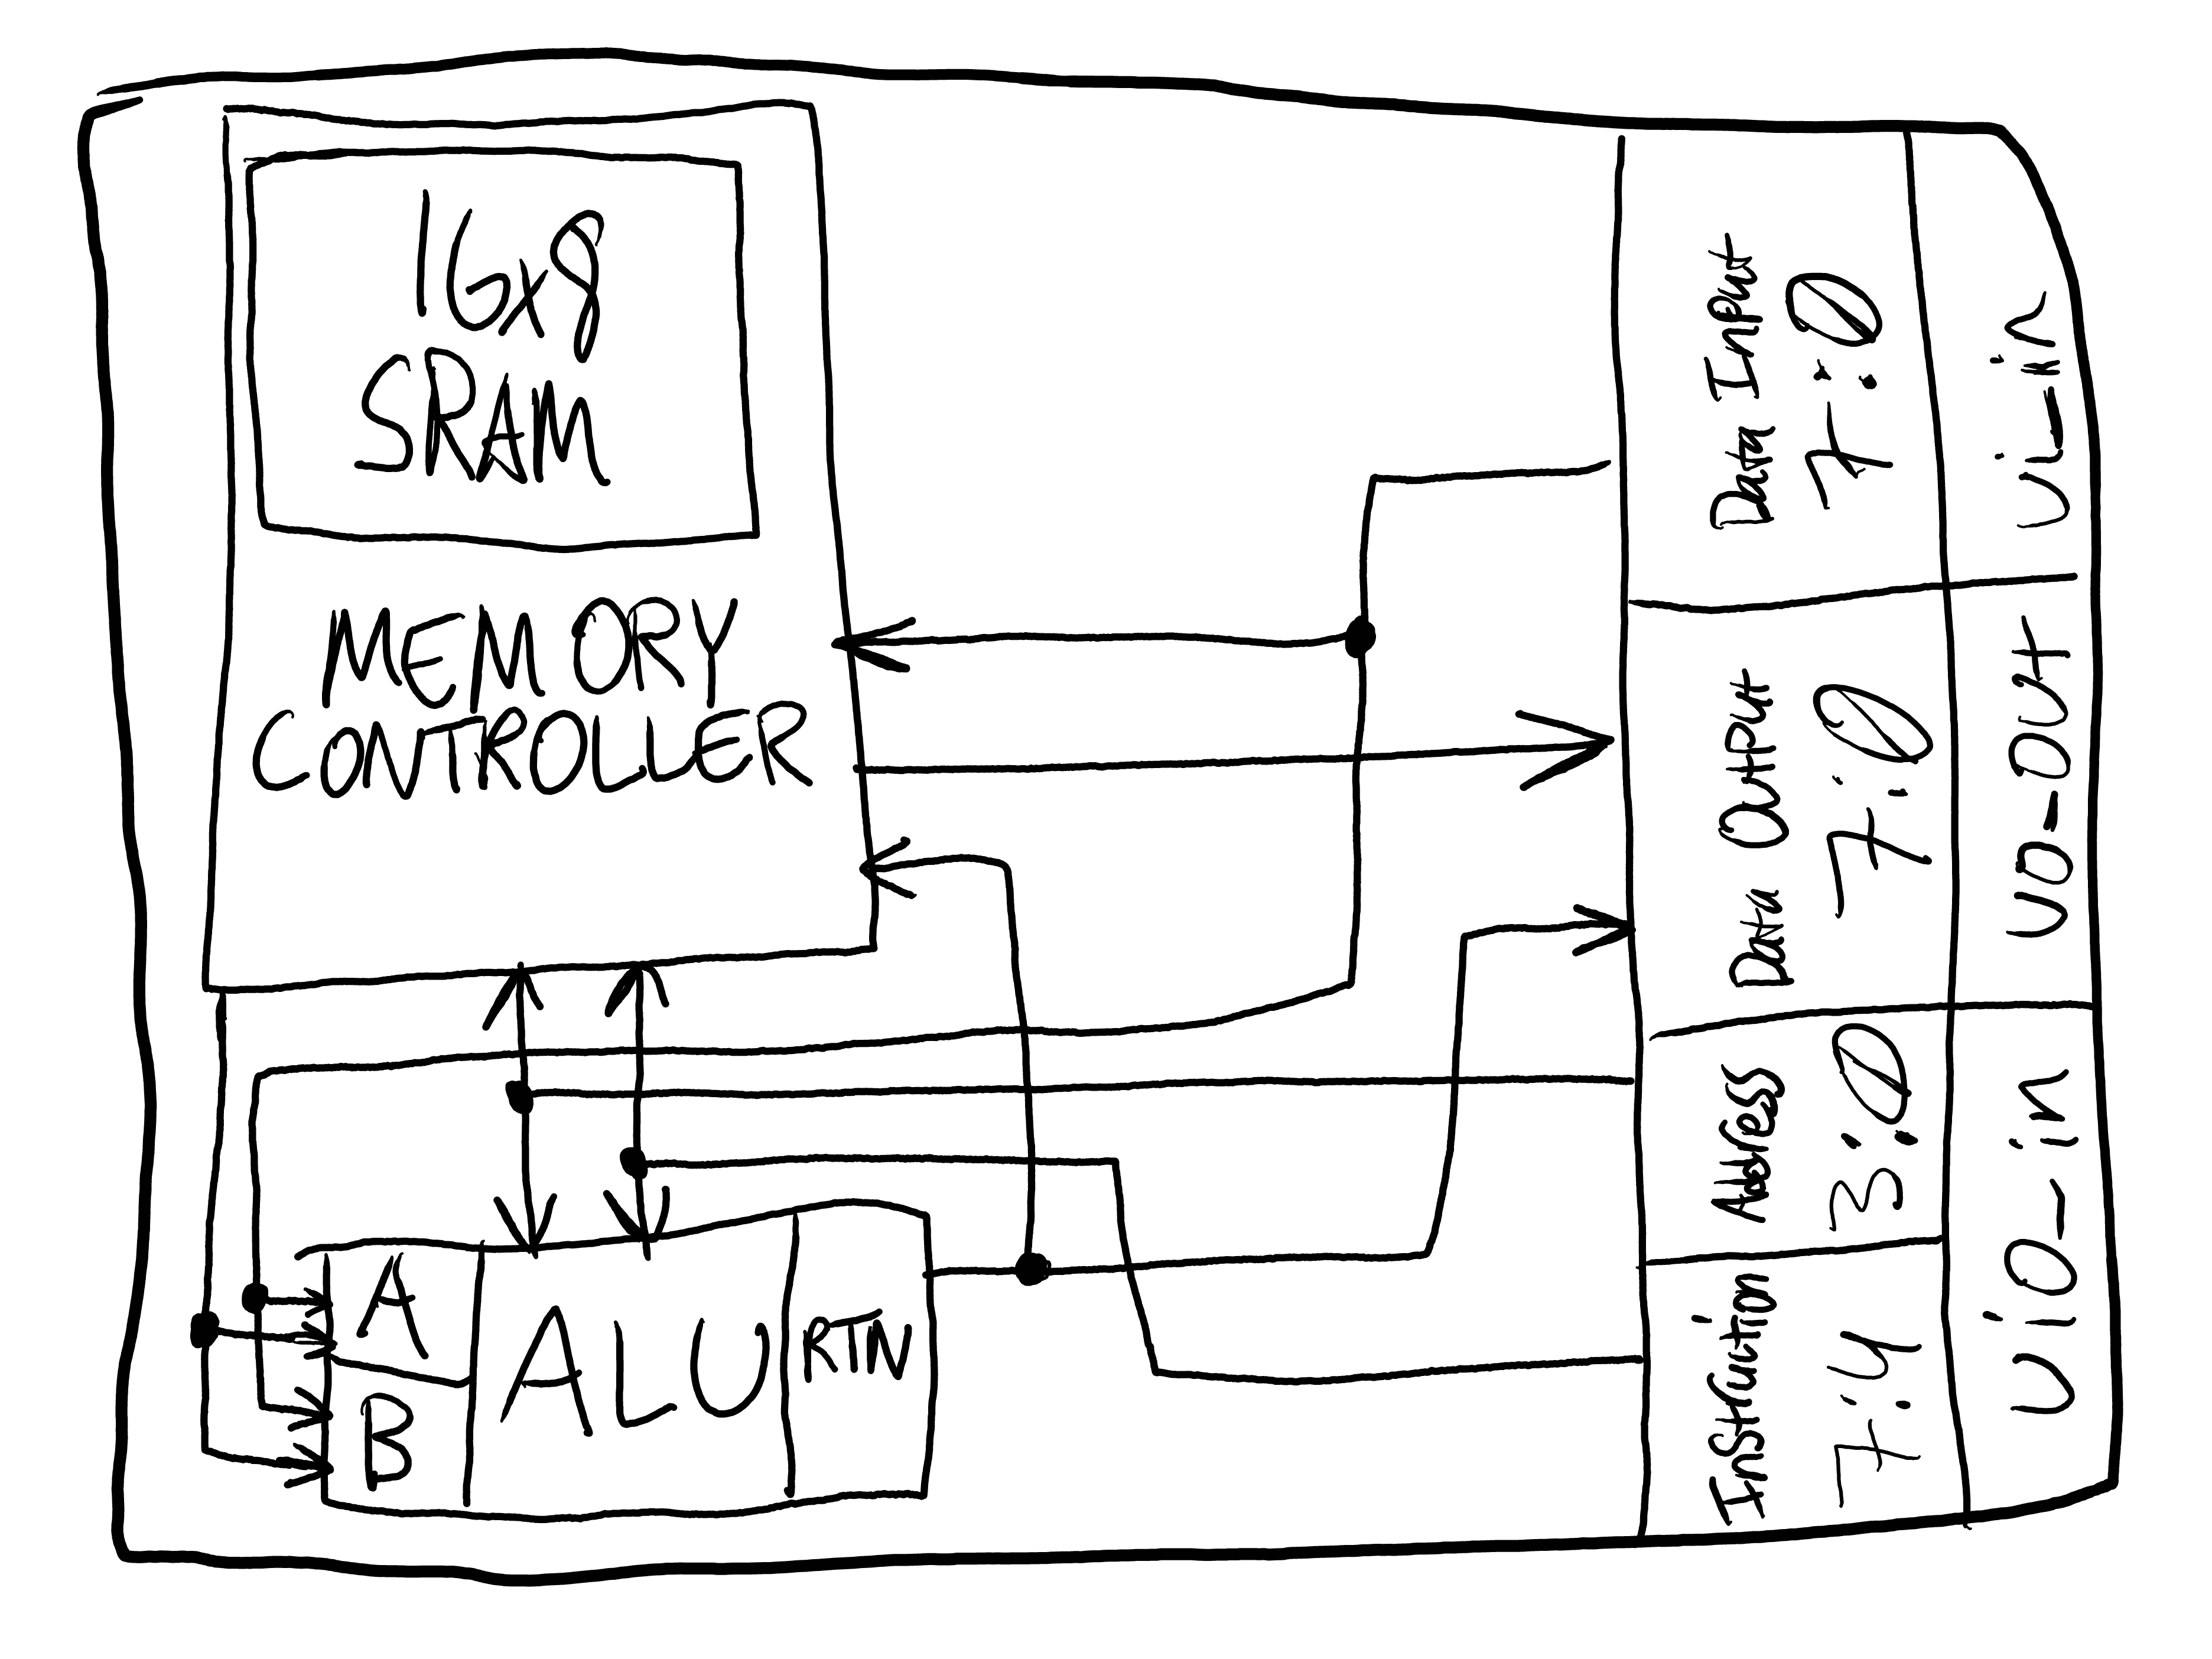 16x8
SRAM
MEMORY
CONTROLLER
A
B
ALU
RTN
Data Input
7:0
ui_in
Data Output
7:0
uo_out
Address
3:0
Instruction
7:4
uio_in